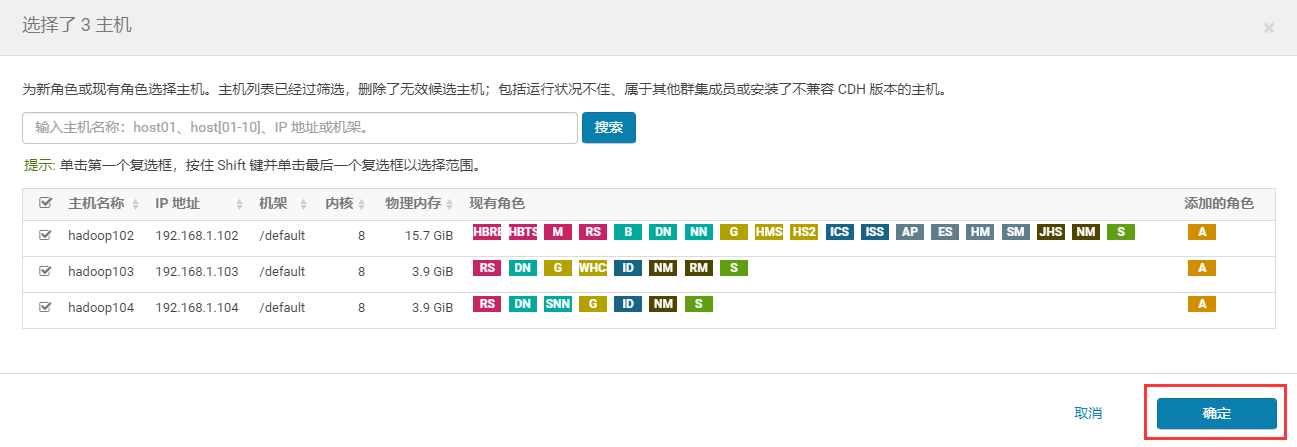 选择了 3 主机
为新角色或现有角色选择主机。主机列表已经过筛选，删除了无效候选主机；包括运行状况不佳、属于其他群集成员或安装了不兼容 CDH 版本的主机。
输入主机名称：host01、host[01-10]、IP 地址或机架。 搜索
提示: 单击第一个复选框，按住 Shift 键并单击最后一个复选框以选择范围。
主机名称 IP 地址 机架 内核 物理内存 现有角色 添加的角色
hadoop102 192.168.1.102 /default 8 15.7 GiB HBRE HBTS M RS B DN NN G HMS HS2 ICS ISS AP ES HM SM JHS NM S A
hadoop103 192.168.1.103 /default 8 3.9 GiB RS DN G WHC ID NM RM S A
hadoop104 192.168.1.104 /default 8 3.9 GiB RS DN SNN G ID NM S A
取消 确定